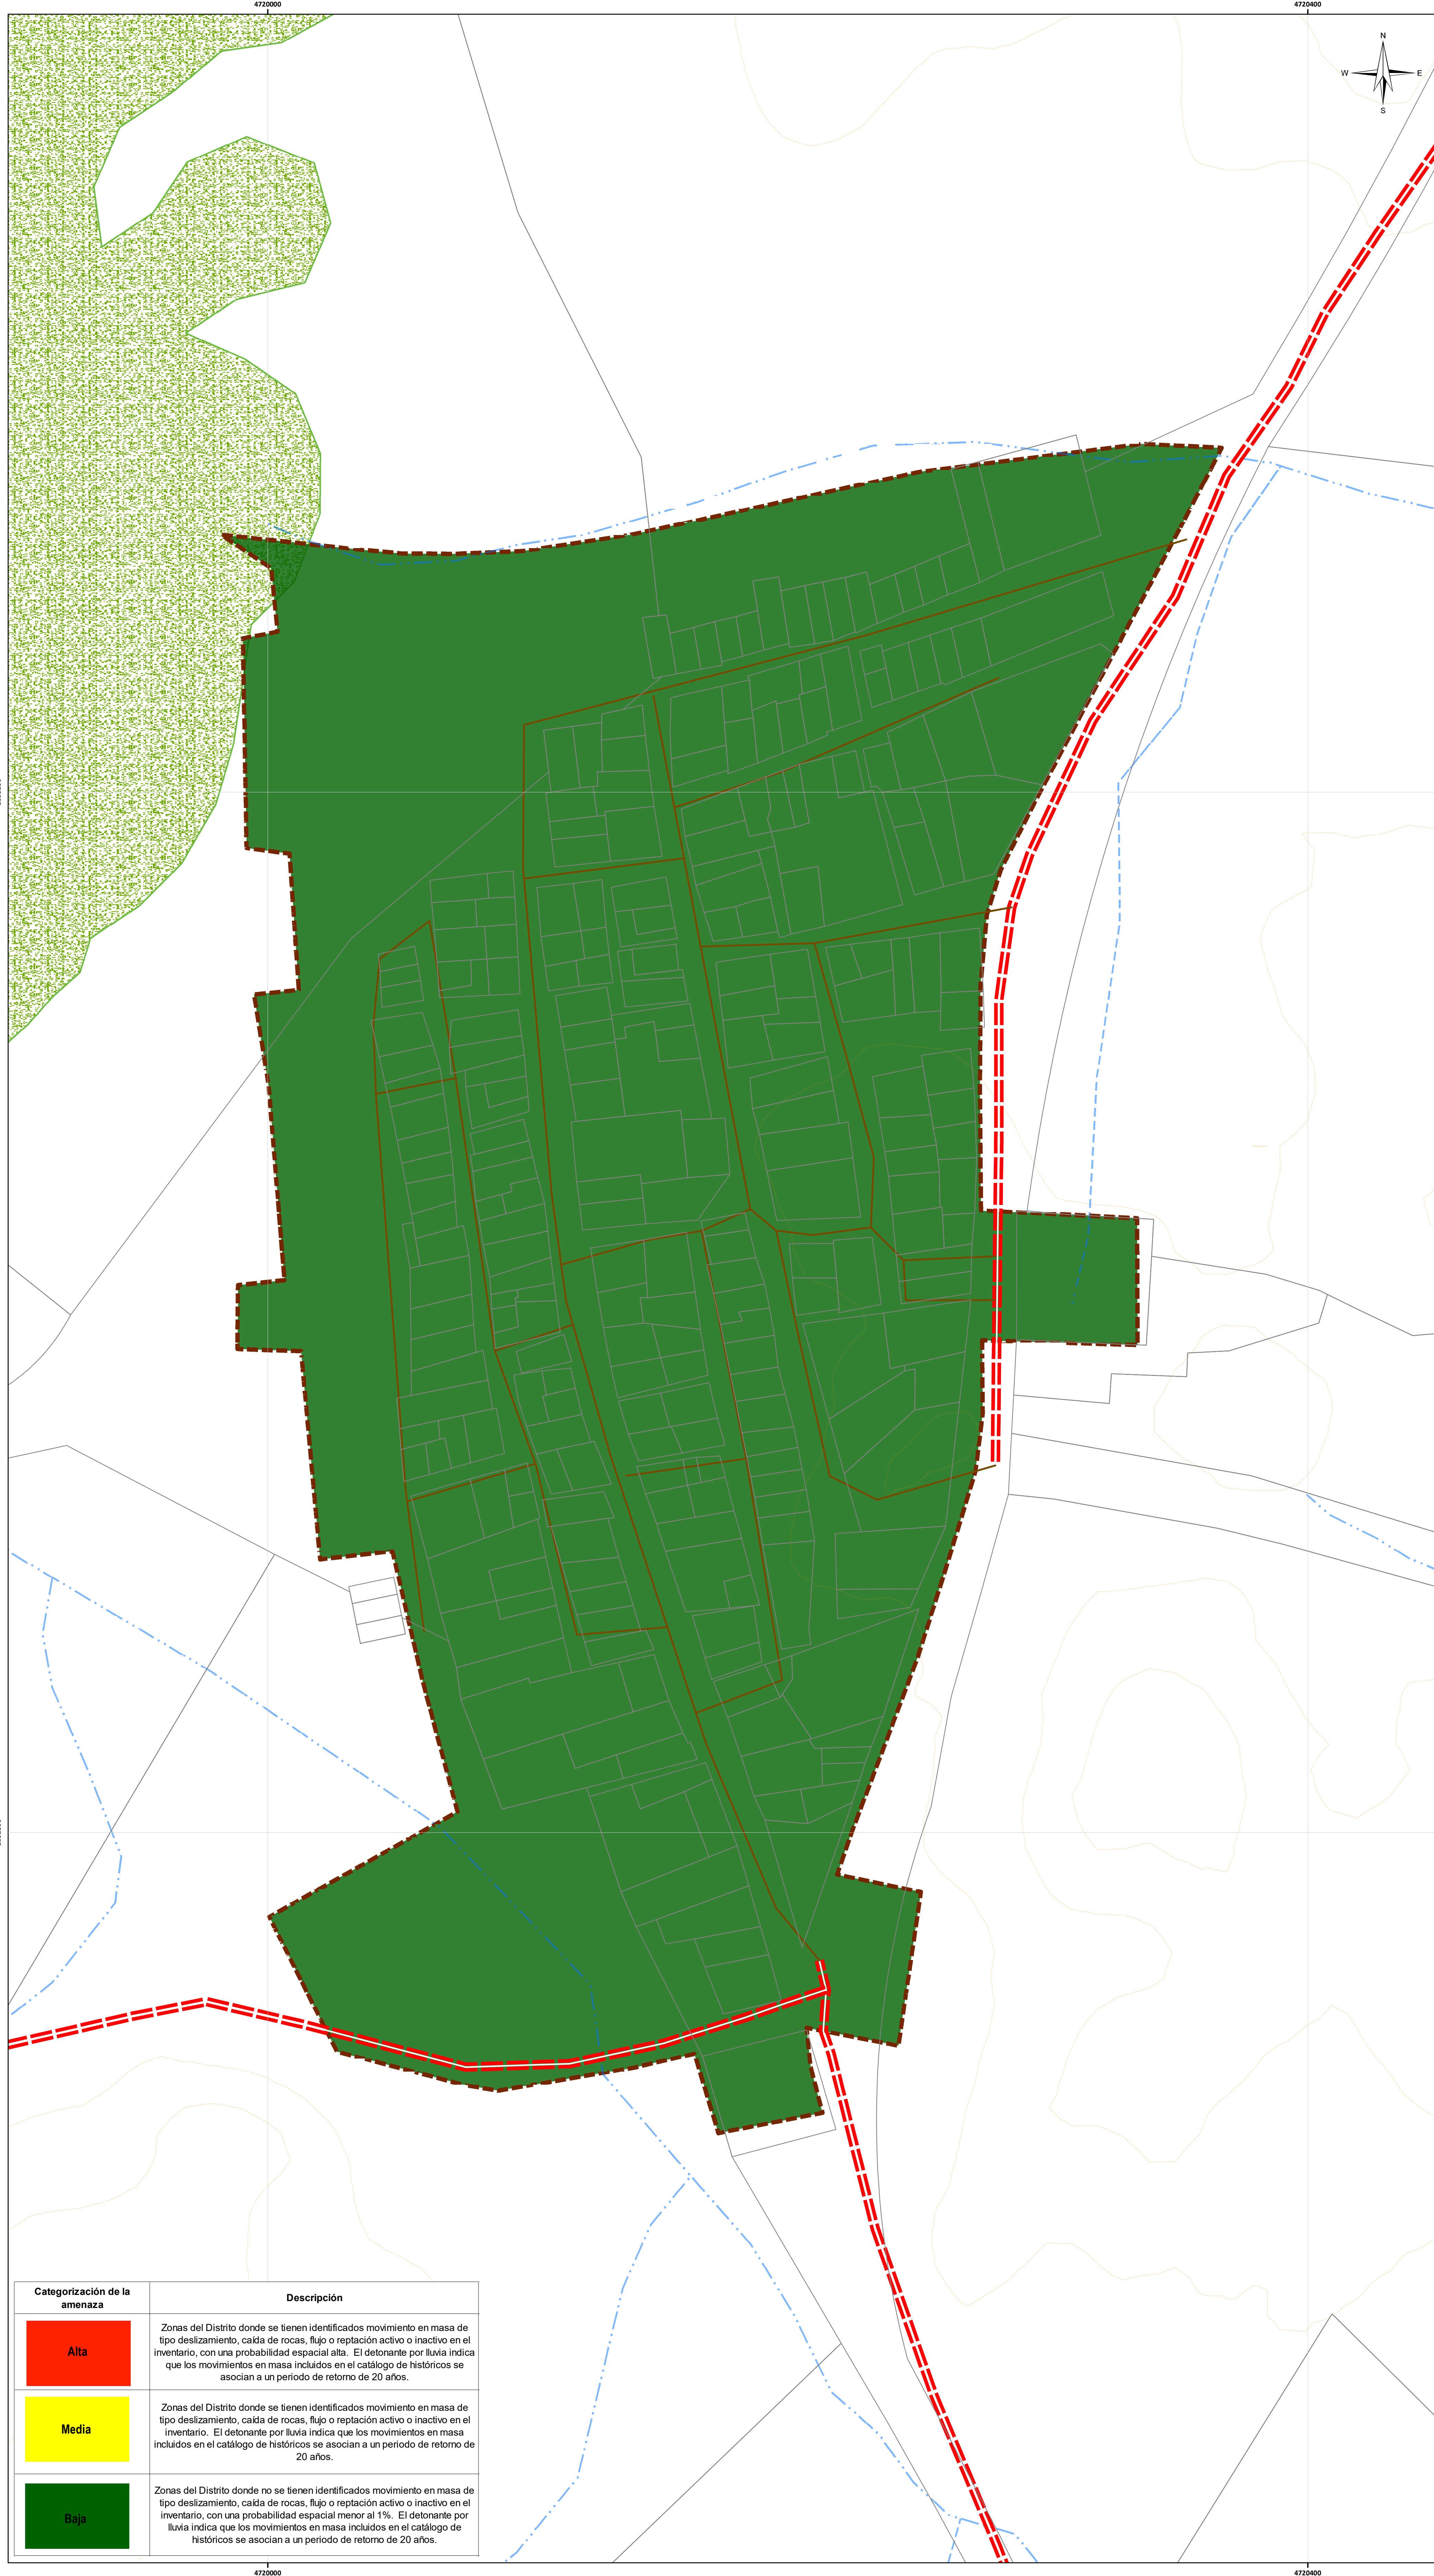 4720000
4720400
N
W
E
S
Categorización de la
amenaza
Descripción
Alta
Zonas del Distrito donde se tienen identificados movimiento en masa de
tipo deslizamiento, caída de rocas, flujo o reptación activo o inactivo en el
inventario, con una probabilidad espacial alta. El detonante por lluvia indica
que los movimientos en masa incluidos en el catálogo de históricos se
asocian a un periodo de retorno de 20 años.
Media
Zonas del Distrito donde se tienen identificados movimiento en masa de
tipo deslizamiento, caída de rocas, flujo o reptación activo o inactivo en el
inventario. El detonante por lluvia indica que los movimientos en masa
incluidos en el catálogo de históricos se asocian a un periodo de retorno de
20 años.
Baja
Zonas del Distrito donde no se tienen identificados movimiento en masa de
tipo deslizamiento, caída de rocas, flujo o reptación activo o inactivo en el
inventario, con una probabilidad espacial menor al 1%. El detonante por
lluvia indica que los movimientos en masa incluidos en el catálogo de
históricos se asocian a un periodo de retorno de 20 años.
4720000
4720400